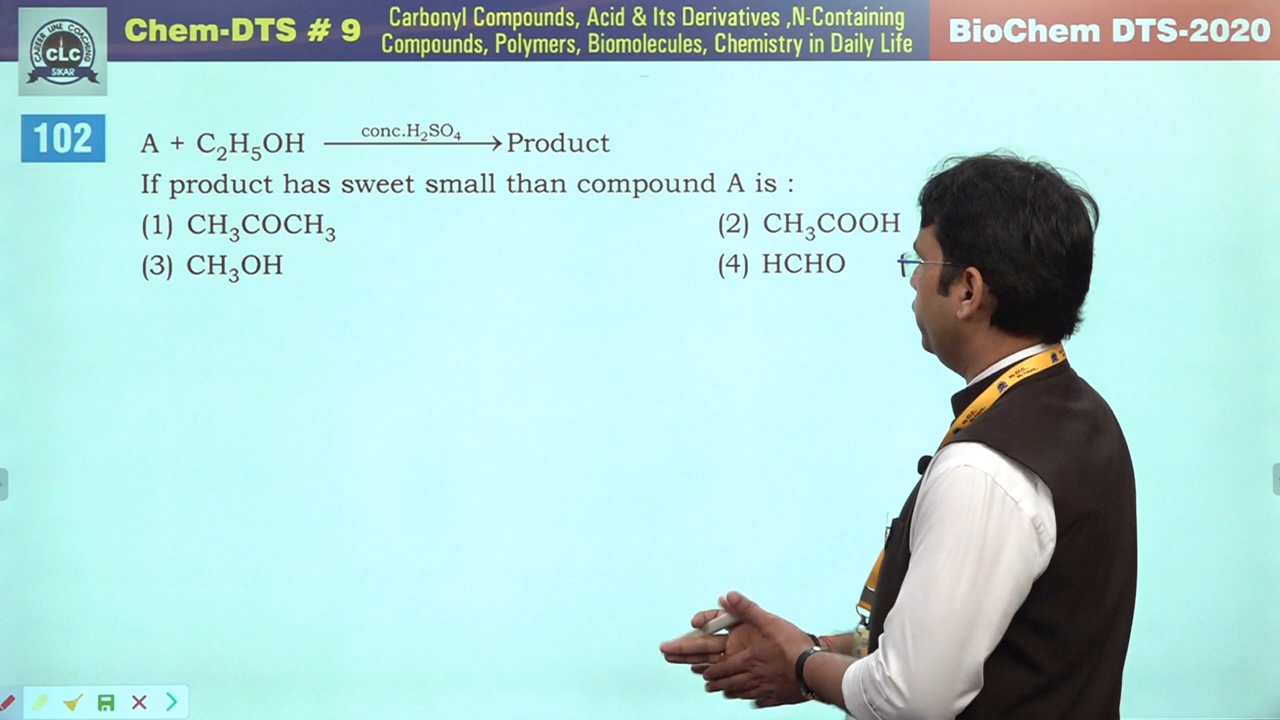 CAREER LINE COACHING
CLC
SIKAR
Chem-DTS # 9
Carbonyl Compounds, Acid & Its Derivatives ,N-Containing
Compounds, Polymers, Biomolecules, Chemistry in Daily Life
BioChem DTS-2020
102
A + C₂H₅OH conc.H₂SO₄ → Product
If product has sweet small than compound A is :
(1) CH₃COCH₃
(2) CH₃COOH
(3) CH₃OH
(4) HCHO